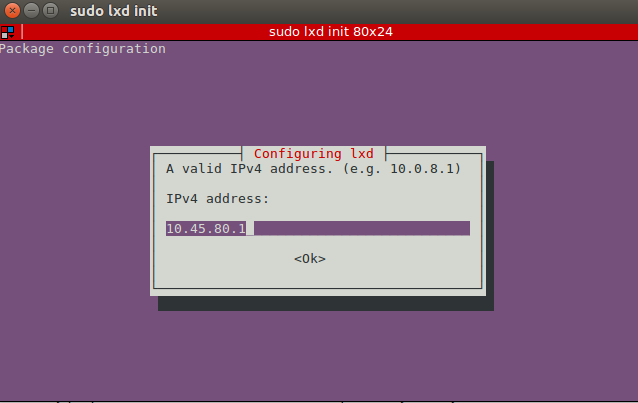 sudo lxd init
sudo lxd init 80x24
Package configuration
Configuring lxd
A valid IPv4 address. (e.g. 10.0.8.1)
IPv4 address:
10.45.80.1
<Ok>